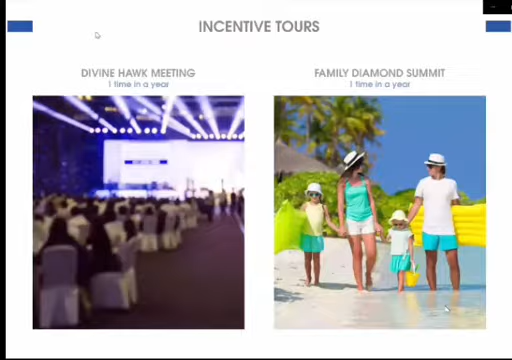 INCENTIVE TOURS
DIVINE HAWK MEETING
1 time in a year
FAMILY DIAMOND SUMMIT
1 time in a year